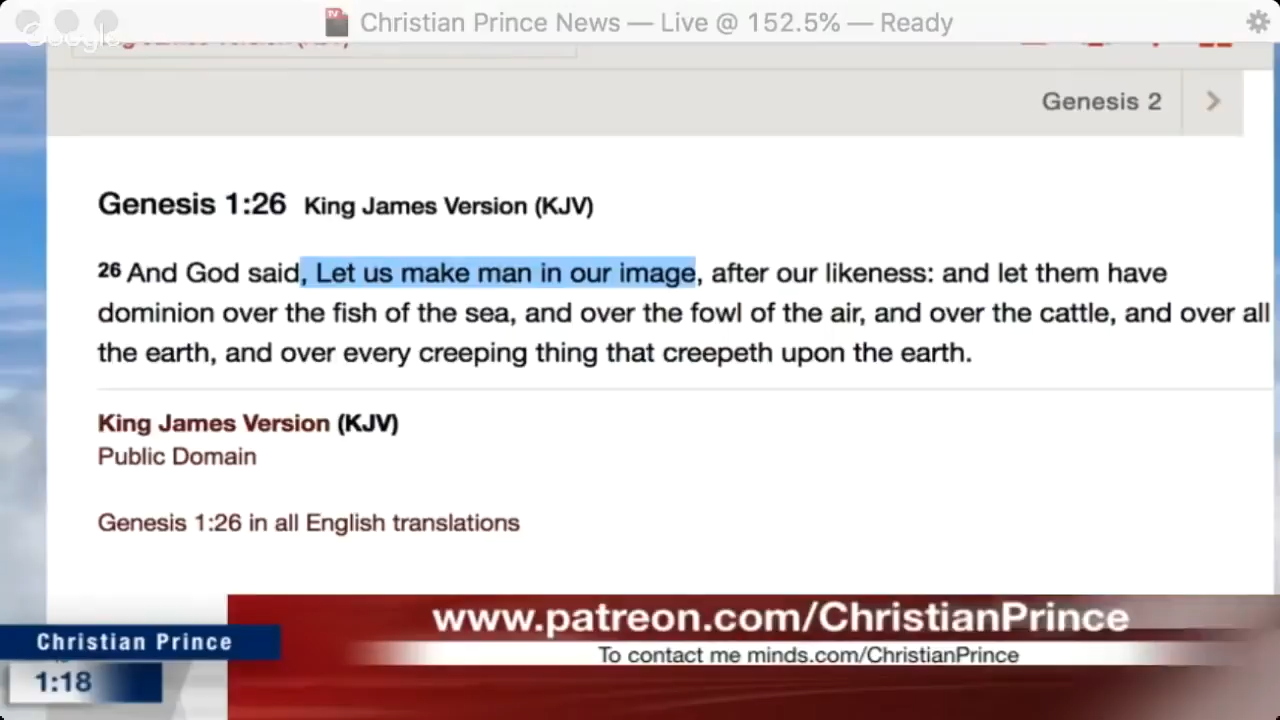 Christian Prince News — Live @ 152.5% — Ready
Google
Genesis 2
Genesis 1:26 King James Version (KJV)
26 And God said, Let us make man in our image, after our likeness: and let them have
dominion over the fish of the sea, and over the fowl of the air, and over the cattle, and over all
the earth, and over every creeping thing that creepeth upon the earth.
King James Version (KJV)
Public Domain
Genesis 1:26 in all English translations
www.patreon.com/ChristianPrince
Christian Prince
To contact me minds.com/ChristianPrince
1:18